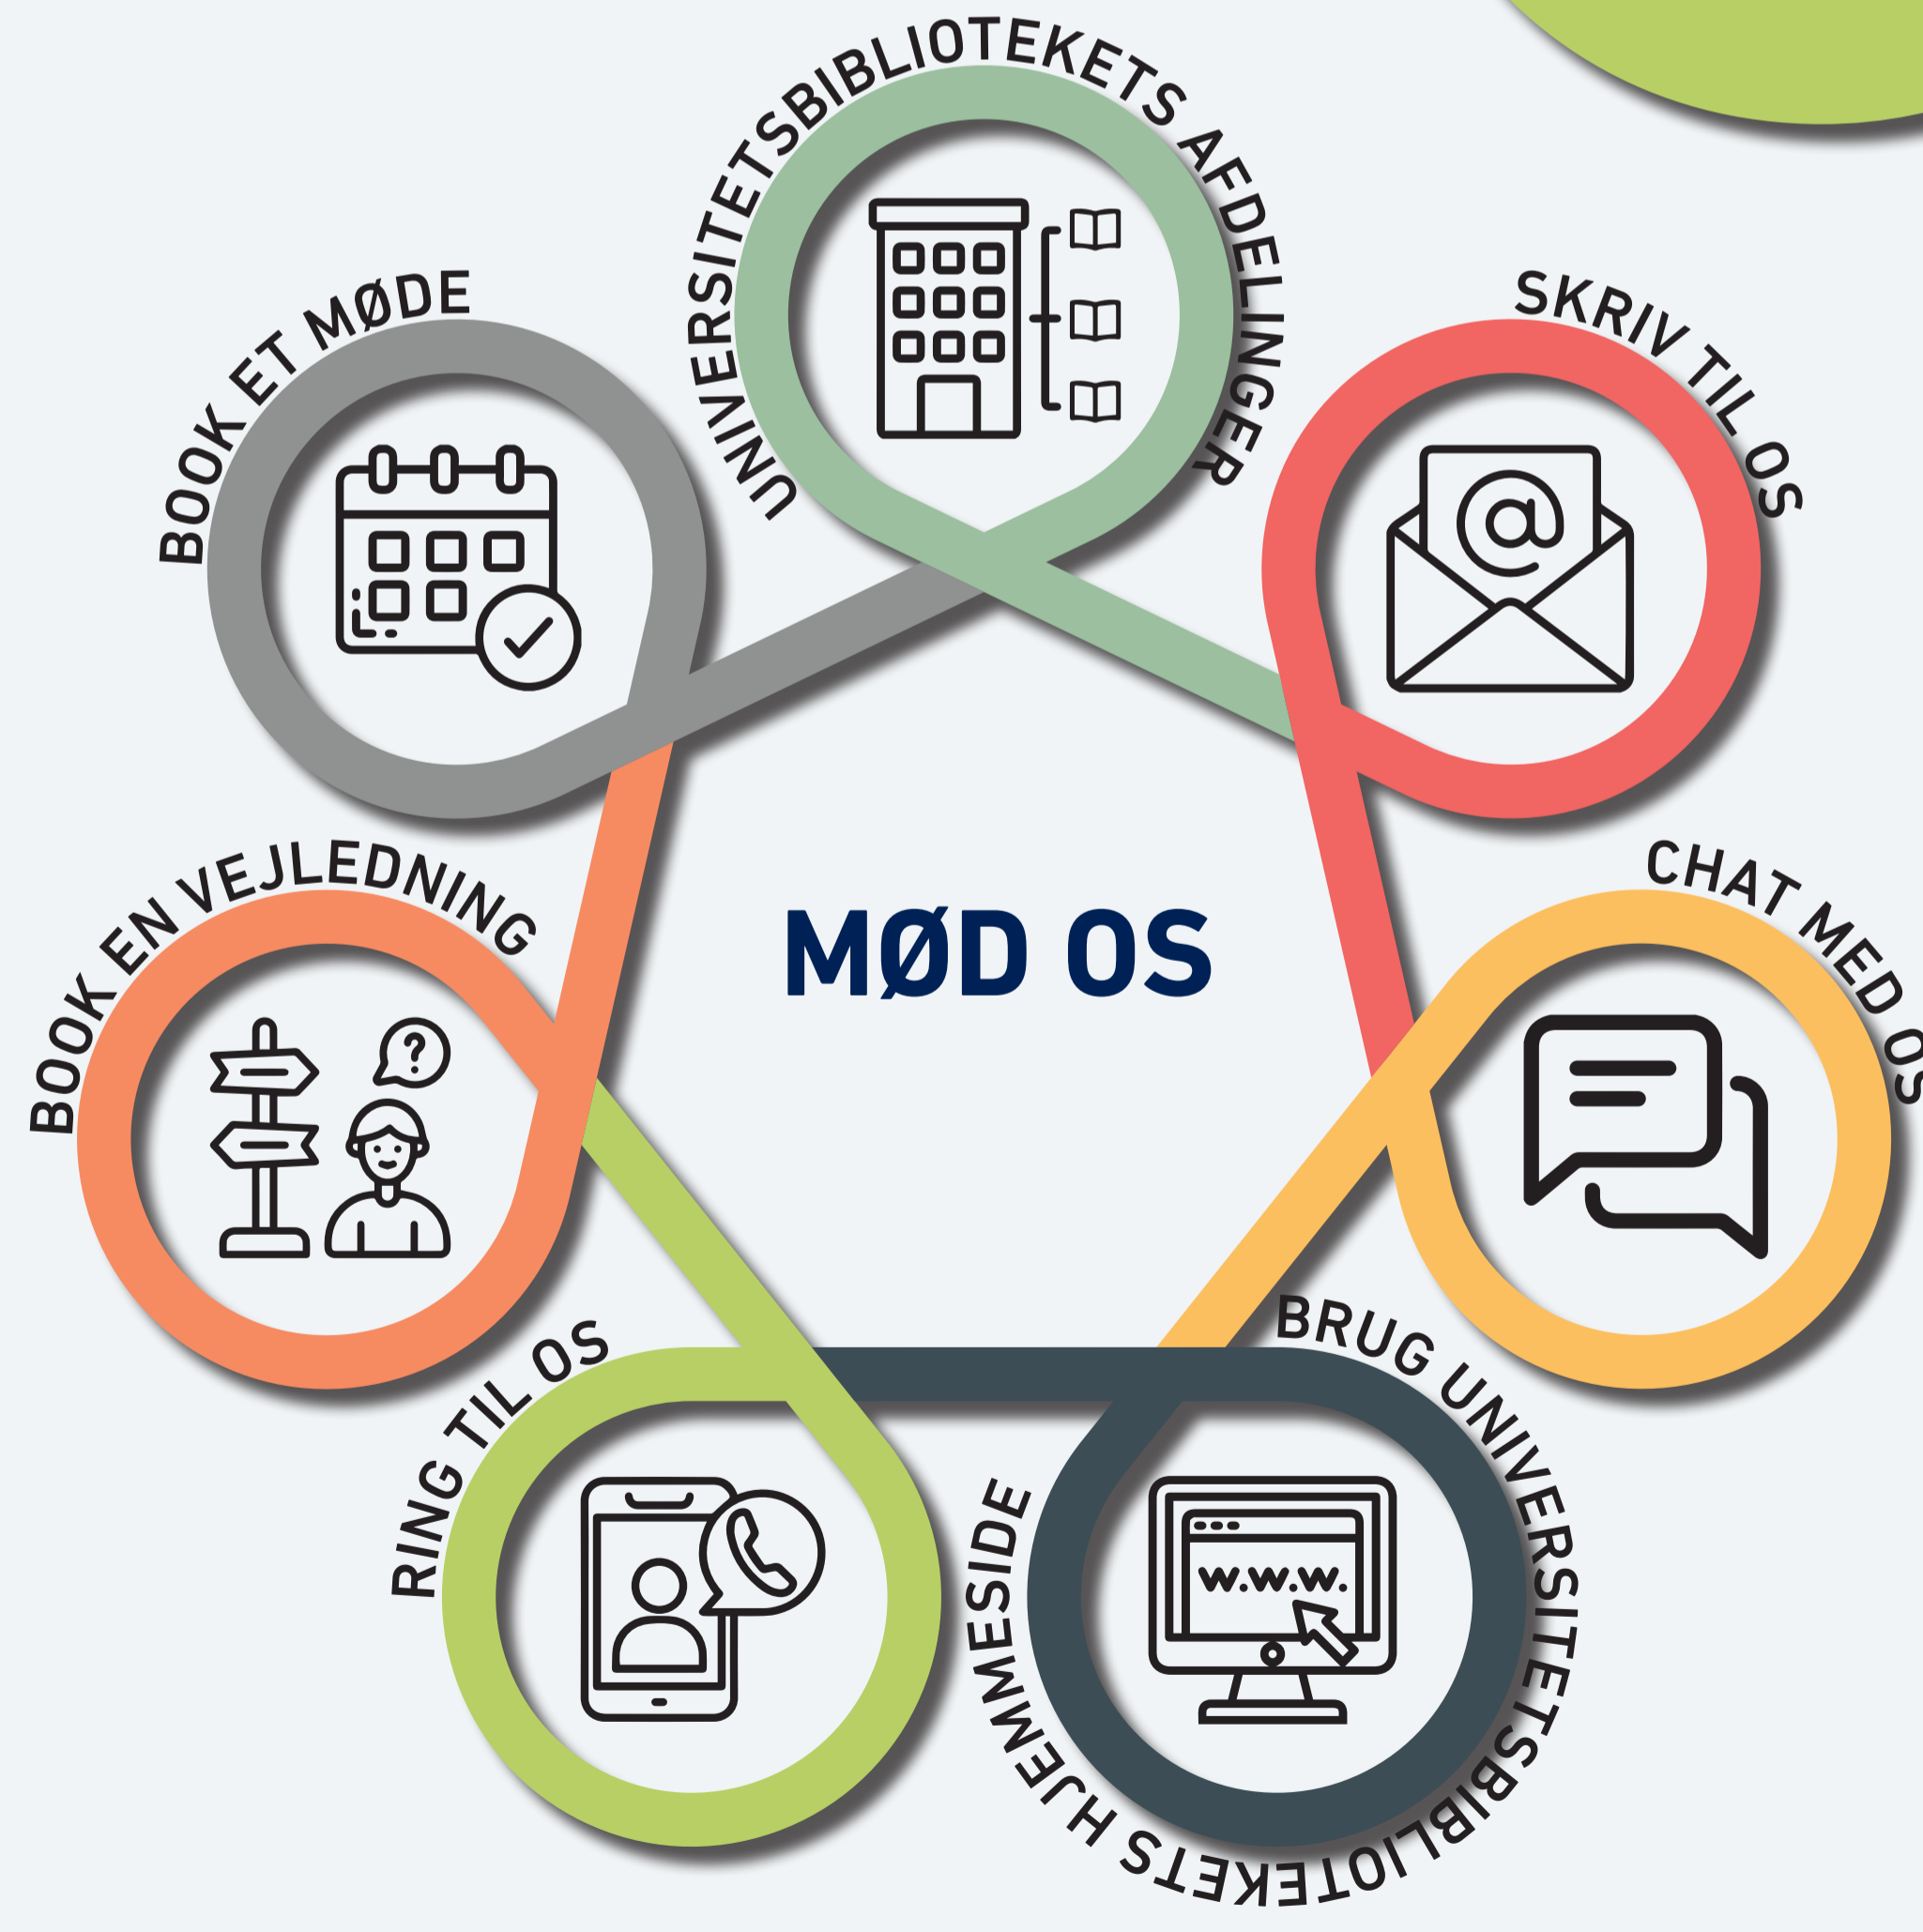 UNIVERSITETSBIBLIOTEKETS AFDELINGER
SKRIV TIL OS
CHAT MED OS
BRUG UNIVERSITETSBIBLIOTEKETS HJEMMESIDE
RING TIL OS
BOOK EN VEJLEDNING
BOOK ET MØDE
MØD OS
@
?
w.w.w.